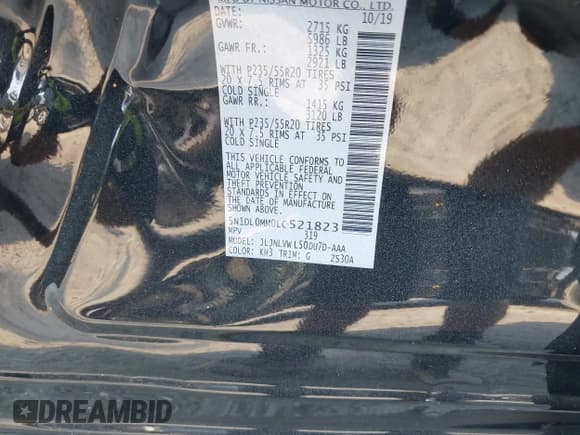 MFD BY NISSAN MOTOR CO., LTD.
DATE: 10/19
GVWR: 2715 KG
5986 LB
GAWR FR.: 1325 KG
2921 LB
WITH P235/55R20 TIRES
20 X 7.5 RIMS AT 35 PSI
COLD SINGLE
GAWR RR.: 1415 KG
3120 LB
WITH P235/55R20 TIRES
20 X 7.5 RIMS AT 35 PSI
COLD SINGLE
THIS VEHICLE CONFORMS TO
ALL APPLICABLE FEDERAL
MOTOR VEHICLE SAFETY AND
THEFT PREVENTION
STANDARDS IN EFFECT ON
THE DATE OF MANUFACTURE
SHOWN ABOVE.
5N1DL0MM0LC521823
MPV 319
MODEL: JLJNLVWL50DU7D-AAA
COLOR: KH3 TRIM: G ZS30A
DREAMBID